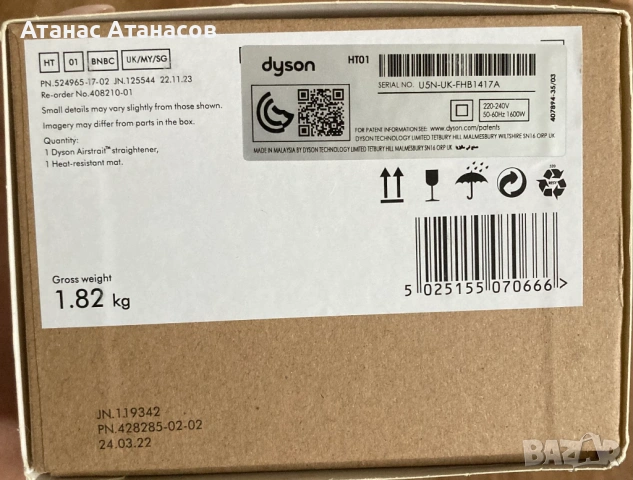 Атанас Атанасов
HT 01 BNBC UK/MY/SG
PN.524965-17-02 JN.125544 22.11.23
Re-order No.408210-01
Small details may vary slightly from those shown.
Imagery may differ from parts in the box.
Quantity:
1 Dyson Airstrait™ straightener,
1 Heat-resistant mat.
dyson HT01
SERIAL NO. U5N-UK-FHB1417A
220-240V
50-60Hz 1600W
407894-35/03
FOR PATENT INFORMATION SEE: www.dyson.com/patents
DYSON TECHNOLOGY LIMITED TETBURY HILL MALMESBURY WILTSHIRE SN16 0RP UK
MADE IN MALAYSIA BY DYSON TECHNOLOGY LIMITED TETBURY HILL MALMESBURY SN16 0RP UK
Gross weight
1.82 kg
5 025155 070666 >
JN.119342
PN.428285-02-02
24.03.22
BAZAR